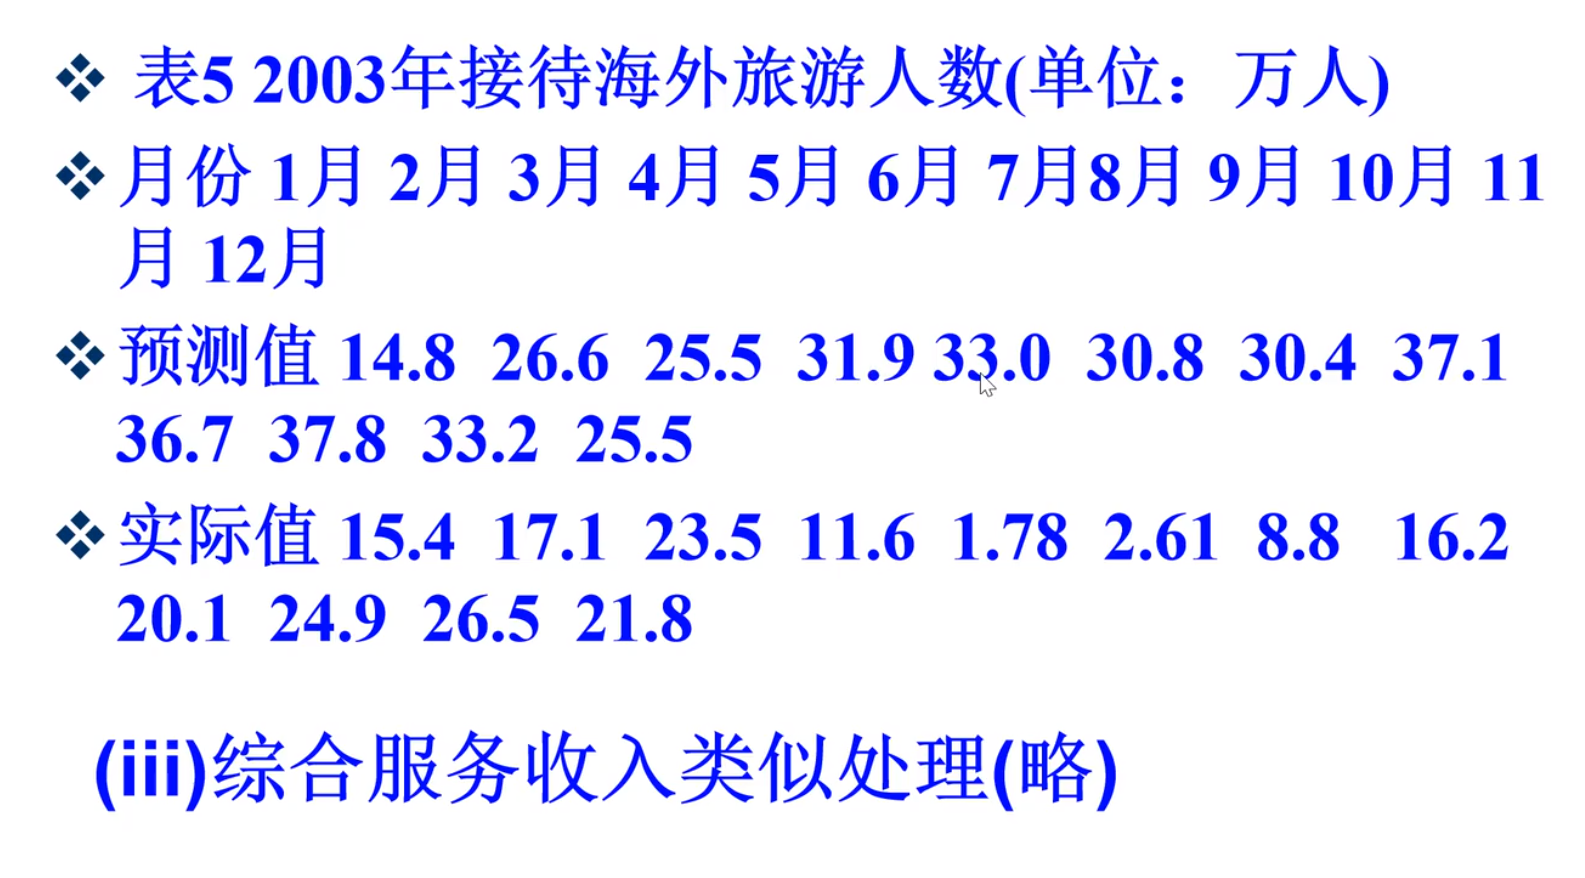 表5 2003年接待海外旅游人数(单位：万人)
月份 1月 2月 3月 4月 5月 6月 7月8月 9月 10月 11
月 12月
预测值 14.8 26.6 25.5 31.9 33.0 30.8 30.4 37.1
36.7 37.8 33.2 25.5
实际值 15.4 17.1 23.5 11.6 1.78 2.61 8.8 16.2
20.1 24.9 26.5 21.8
(iii)综合服务收入类似处理(略)